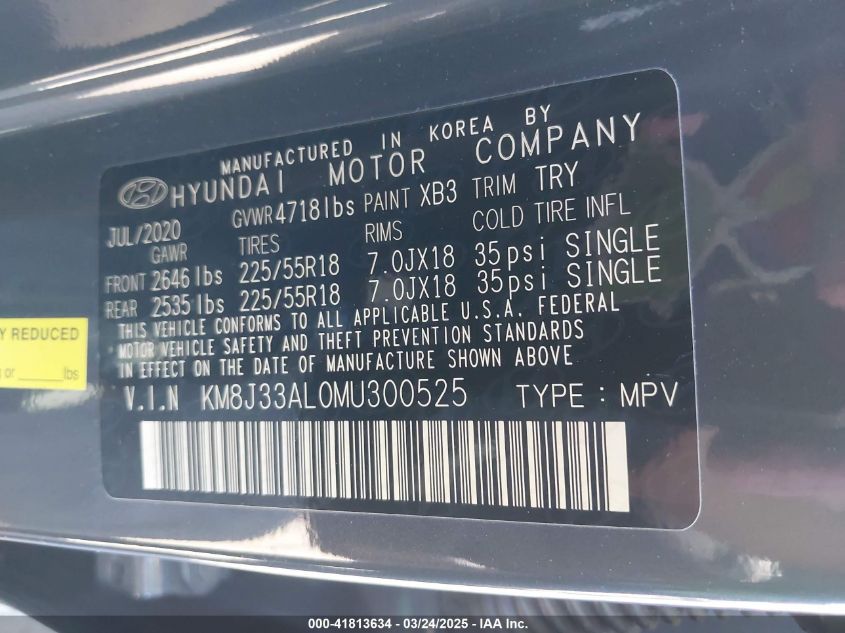 MANUFACTURED IN KOREA BY
HYUNDAI MOTOR COMPANY
JUL/2020 GVWR 4718lbs PAINT XB3 TRIM TRY
GAWR TIRES RIMS COLD TIRE INFL
FRONT 2646 lbs 225/55R18 7.0JX18 35psi SINGLE
REAR 2535 lbs 225/55R18 7.0JX18 35psi SINGLE
THIS VEHICLE CONFORMS TO ALL APPLICABLE U.S.A. FEDERAL
MOTOR VEHICLE SAFETY AND THEFT PREVENTION STANDARDS
IN EFFECT ON THE DATE OF MANUFACTURE SHOWN ABOVE
V.I.N KM8J33AL0MU300525 TYPE : MPV
Y REDUCED
or ______lbs
000-41813634 / 03/24/2025 - IAA Inc.